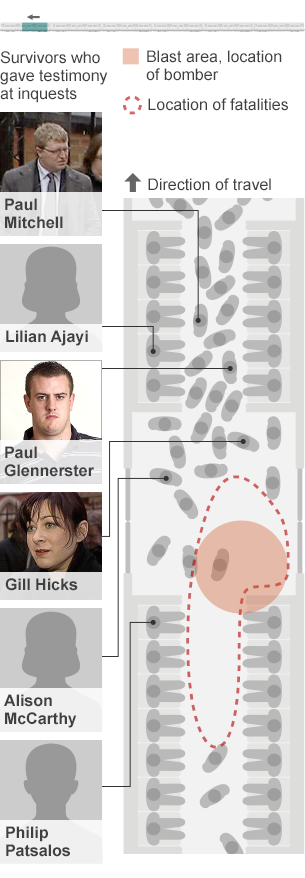 Survivors who
gave testimony
at inquests
Blast area, location
of bomber
Location of fatalities
Direction of travel
Paul
Mitchell
Lilian Ajayi
Paul
Glennerster
Gill Hicks
Alison
McCarthy
Philip
Patsalos